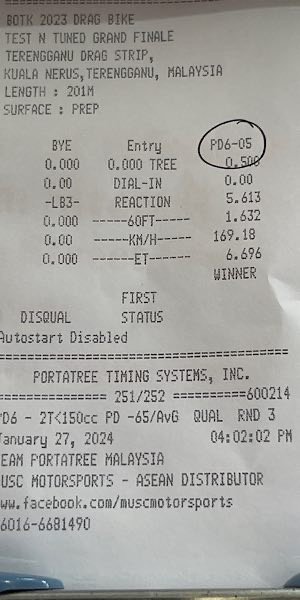 BOTK 2023 DRAG BIKE
TEST N TUNED GRAND FINALE
TERENGGANU DRAG STRIP,
KUALA NERUS,TERENGGANU, MALAYSIA
LENGTH : 201M
SURFACE : PREP
BYE Entry PD6-05
0.000 0.000 TREE 0.500
0.00 DIAL-IN 0.00
-LB3- REACTION 5.613
0.000 ------60FT------ 1.632
0.00 ------KM/H------ 169.18
0.000 -------ET------- 6.696
WINNER
FIRST
DISQUAL STATUS
Autostart Disabled
PORTATREE TIMING SYSTEMS, INC.
=============== 251/252 ===========600214
PD6 - 2T<150cc PD -65/AvG QUAL RND 3
January 27, 2024 04:02:02 PM
EAM PORTATREE MALAYSIA
USC MOTORSPORTS - ASEAN DISTRIBUTOR
ww.facebook.com/muscmotorsports
6016-6681490